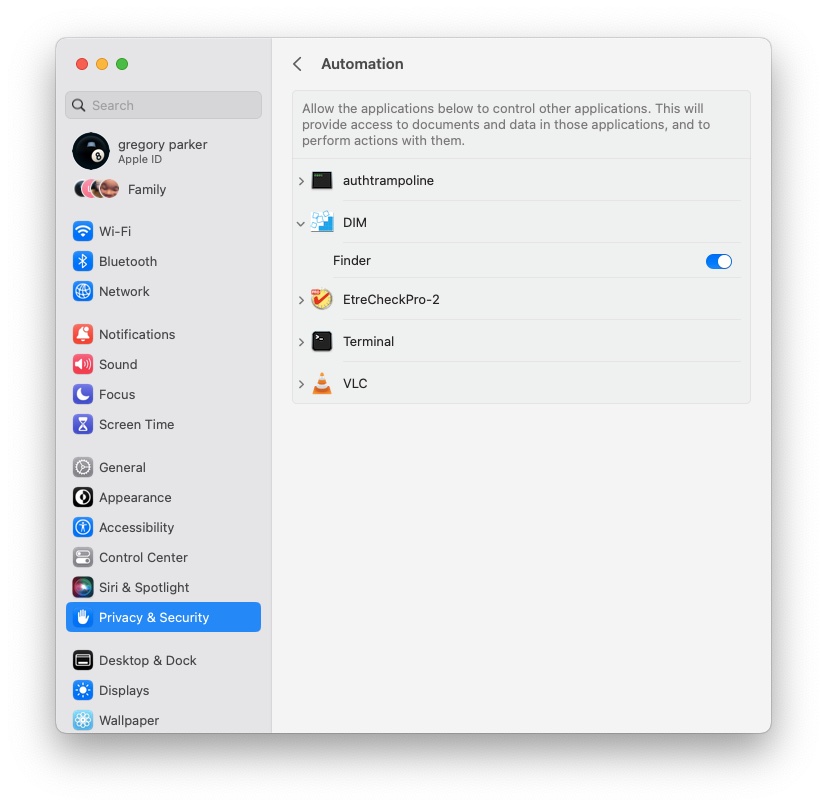 Search
gregory parker
Apple ID
Family
Wi-Fi
Bluetooth
Network
Notifications
Sound
Focus
Screen Time
General
Appearance
Accessibility
Control Center
Siri & Spotlight
Privacy & Security
Desktop & Dock
Displays
Wallpaper
Automation
Allow the applications below to control other applications. This will
provide access to documents and data in those applications, and to
perform actions with them.
authtrampoline
DIM
Finder
EtreCheckPro-2
Terminal
VLC